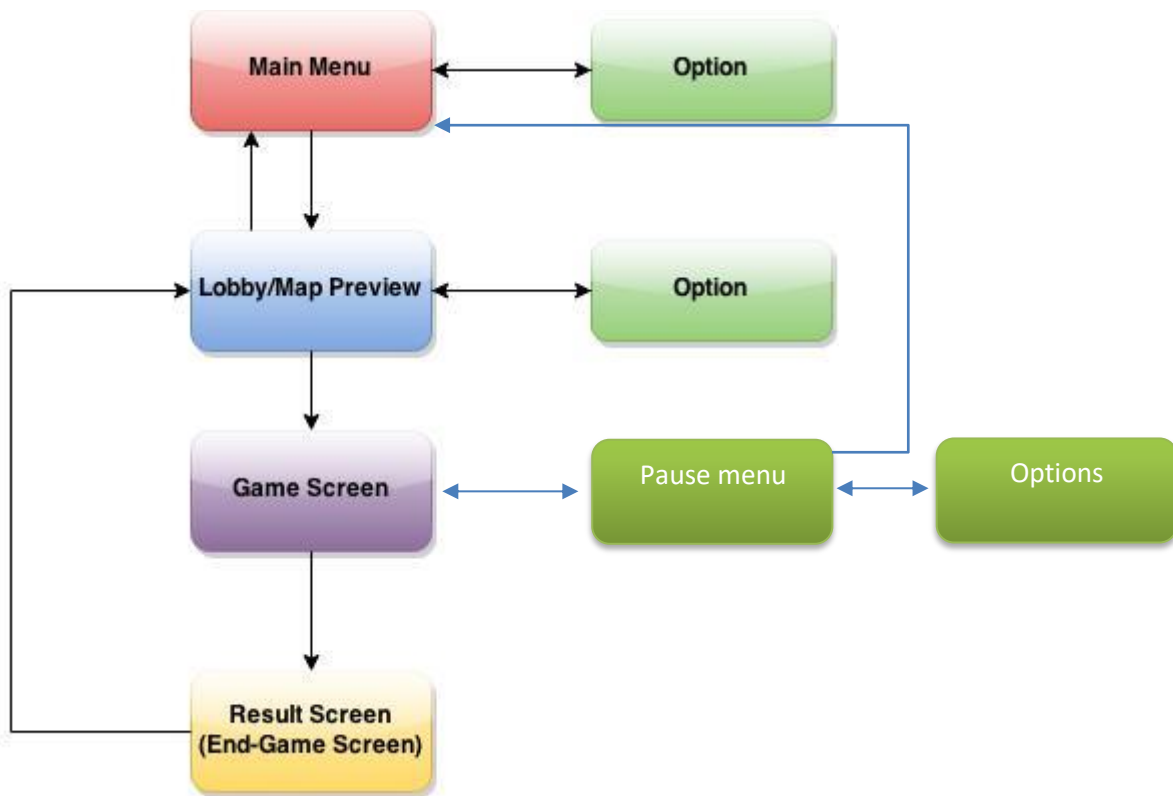 Main Menu
Option
Lobby/Map Preview
Option
Game Screen
Pause menu
Options
Result Screen
(End-Game Screen)